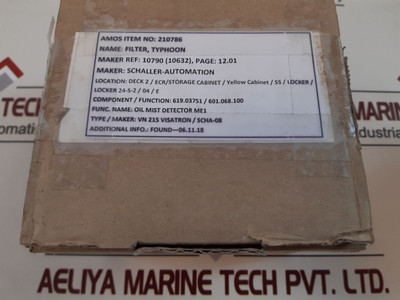 AMOS ITEM NO: 210786
NAME: FILTER, TYPHOON
MAKER REF: 10790 (10632), PAGE: 12.01
MAKER: SCHALLER-AUTOMATION
LOCATION: DECK 2 / ECR/STORAGE CABINET / Yellow Cabinet / S5 / LOCKER /
LOCKER 24-5-2 / 04 / E
COMPONENT / FUNCTION: 619.03751 / 601.068.100
FUNC. NAME: OIL MIST DETECTOR ME1
TYPE / MAKER: VN 215 VISATRON / SCHA-08
ADDITIONAL INFO.: FOUND—06.11.18
AELIYA MARINE TECH PVT. LTD.